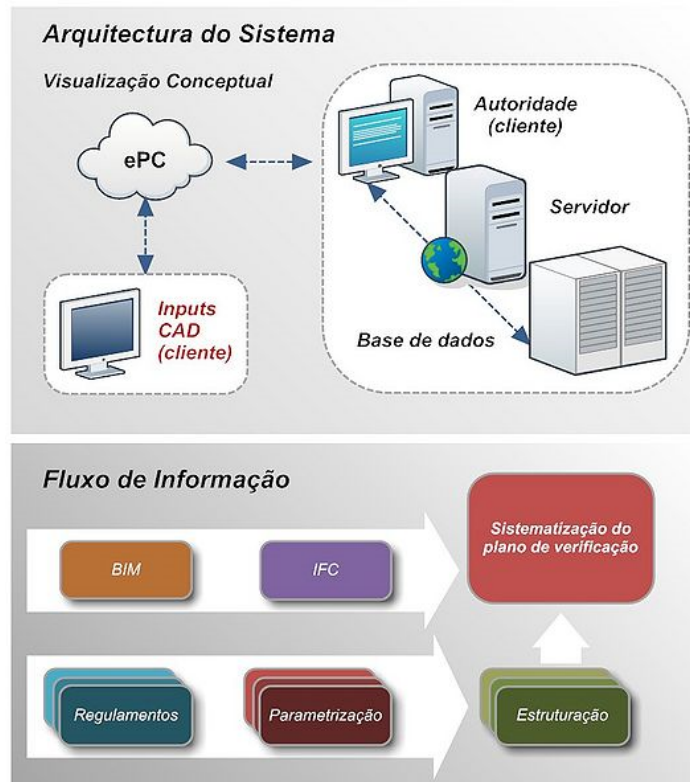 Arquitectura do Sistema
Visualização Conceptual
ePC
Autoridade
(cliente)
Servidor
Inputs
CAD
(cliente)
Base de dados
Fluxo de Informação
BIM
IFC
Sistematização do
plano de verificação
Regulamentos
Parametrização
Estruturação